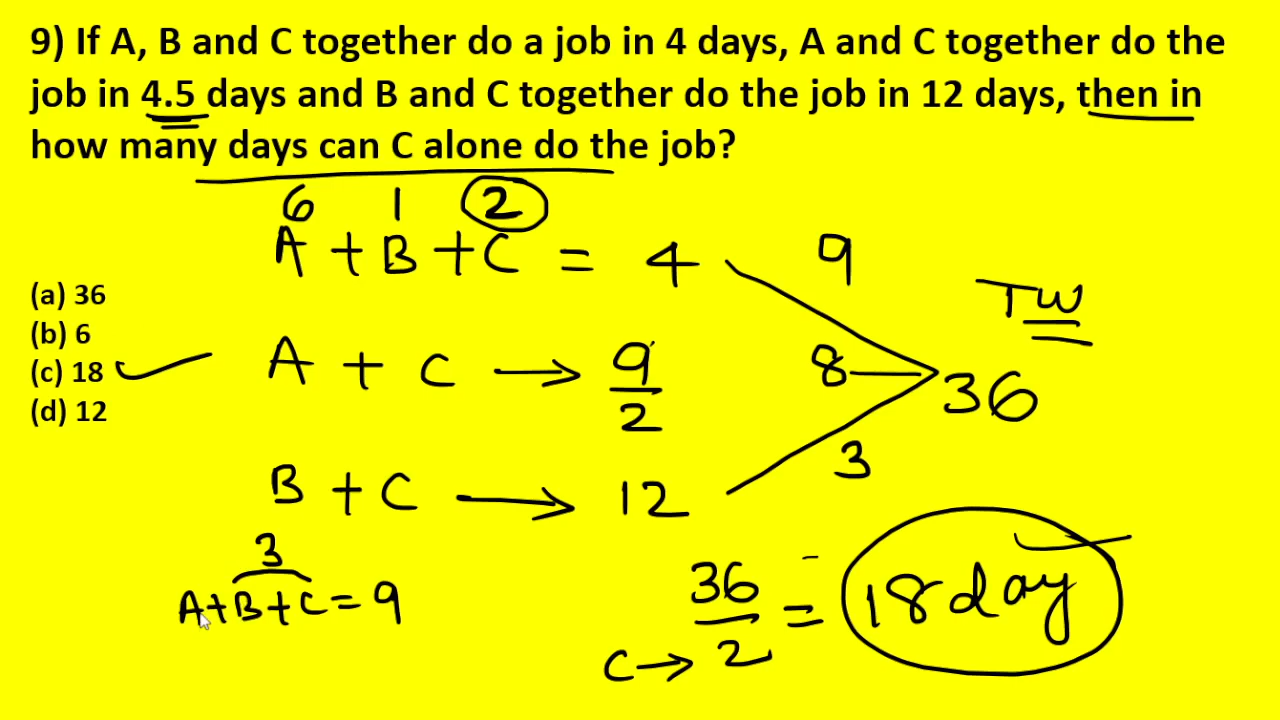 9) If A, B and C together do a job in 4 days, A and C together do the
job in 4.5 days and B and C together do the job in 12 days, then in
how many days can C alone do the job?
6 1 2
A + B + C = 4 9
TW
(a) 36
(b) 6
(c) 18
(d) 12
A + C → 9/2 8 36
3
B + C → 12
3
A+B+C = 9
C → 36/2 = 18 day